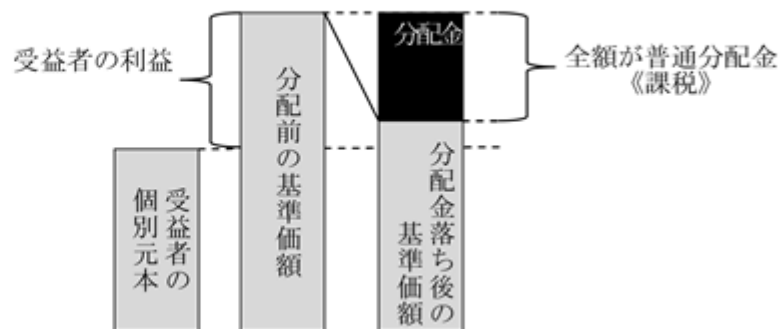 受益者の利益
分配前の基準価額
分配金
全額が普通分配金
《課税》
受益者の
個別元本
分配金落ち後の
基準価額